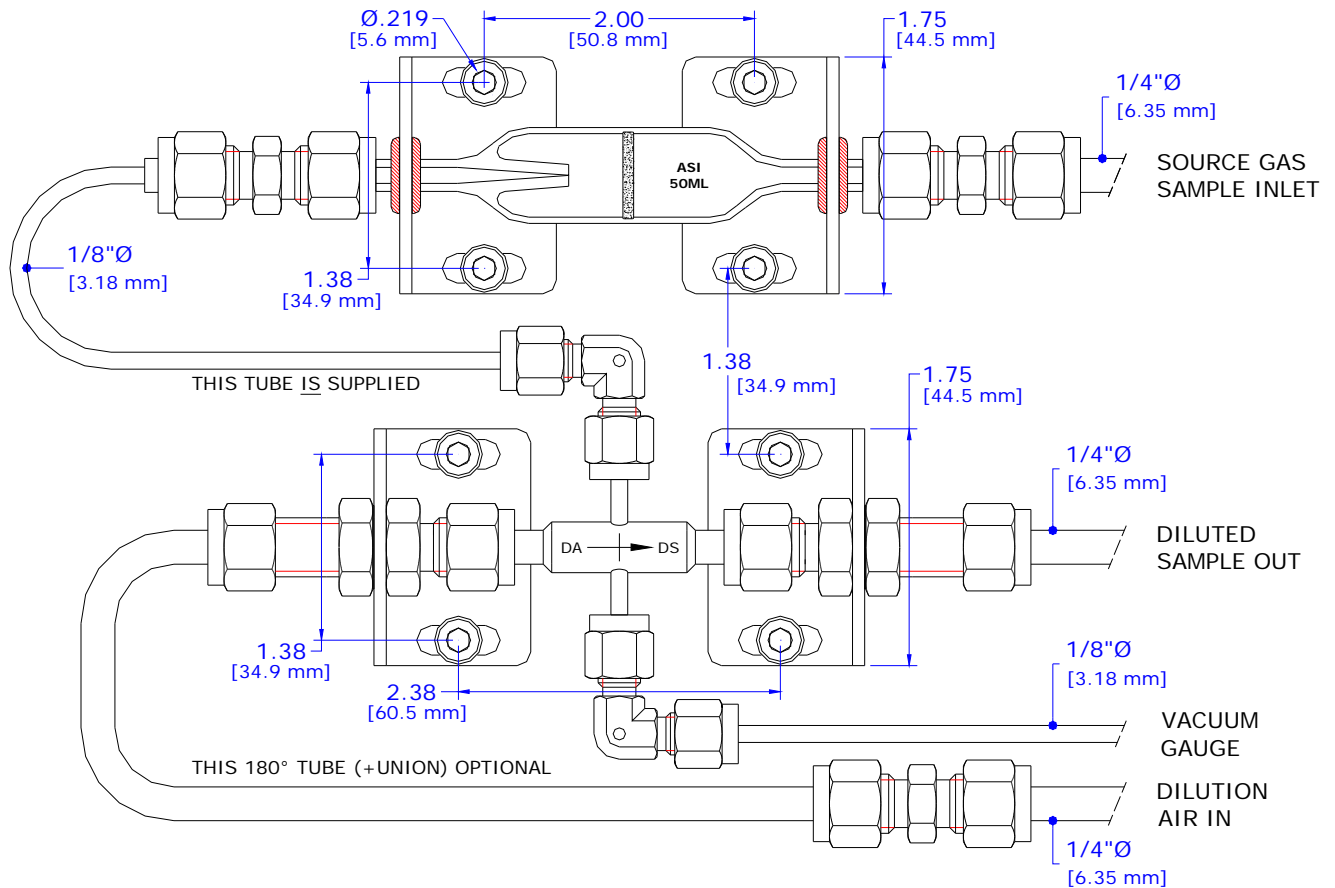 Ø.219
[5.6 mm]
2.00
[50.8 mm]
1.75
[44.5 mm]
1/4"Ø
[6.35 mm]
SOURCE GAS
SAMPLE INLET
ASI
50ML
1/8"Ø
[3.18 mm]
1.38
[34.9 mm]
1.38
[34.9 mm]
THIS TUBE IS SUPPLIED
1.75
[44.5 mm]
1/4"Ø
[6.35 mm]
DILUTED
SAMPLE OUT
DA
DS
1.38
[34.9 mm]
2.38
[60.5 mm]
1/8"Ø
[3.18 mm]
VACUUM
GAUGE
THIS 180° TUBE (+UNION) OPTIONAL
DILUTION
AIR IN
1/4"Ø
[6.35 mm]